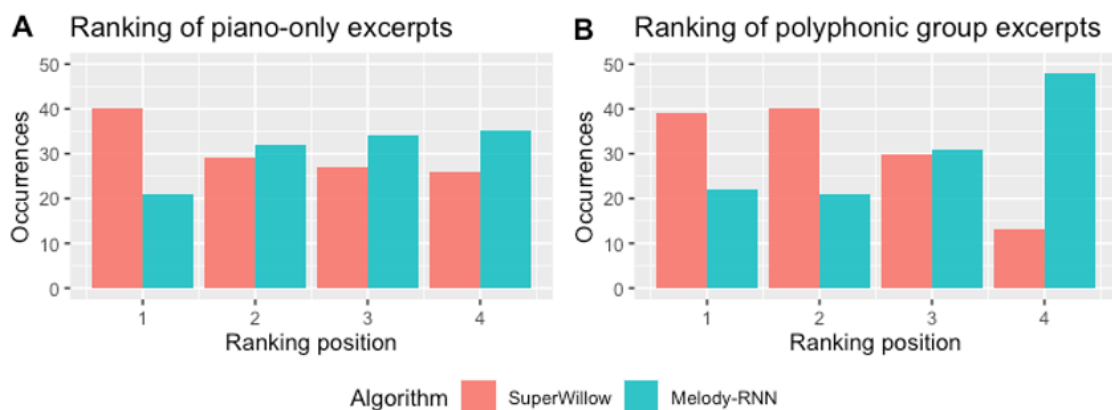 A Ranking of piano-only excerpts
50
40
30
20
10
0
Occurrences
1 2 3 4
Ranking position
B Ranking of polyphonic group excerpts
50
40
30
20
10
0
Occurrences
1 2 3 4
Ranking position
Algorithm SuperWillow Melody-RNN